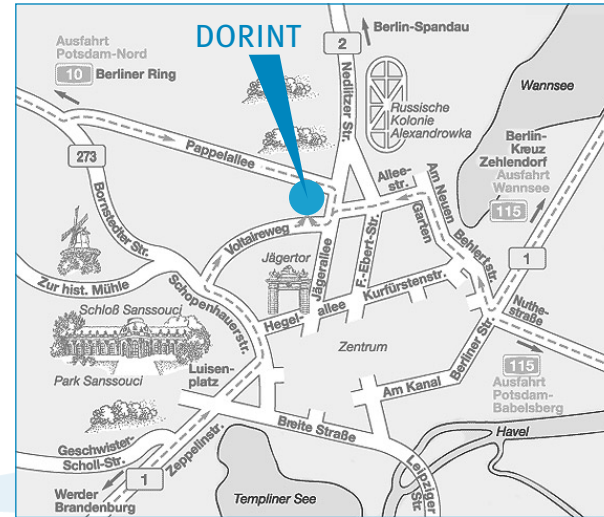 DORINT
2
Berlin-Spandau
Ausfahrt
Potsdam-Nord
10 Berliner Ring
Nedlitzer Str.
Wannsee
Russische
Kolonie
Alexandrowka
Berlin-
Kreuz
Zehlendorf
Ausfahrt
Wannsee
115
273
Pappelallee
Allee-
str.
Am Neuen
Garten
Bornstedter Str.
Voltaireweg
Jägertor
Jägerallee
F.-Ebert-Str.
Behlertstr.
1
Zur hist. Mühle
Schopenhauerstr.
Hegel allee
Kurfürstenstr.
Nuthe-
straße
Schloß Sanssouci
Zentrum
Berliner Str.
Park Sanssouci
Luisen-
platz
Am Kanal
115
Ausfahrt
Potsdam-
Babelsberg
Breite Straße
Havel
Geschwister-
Scholl-Str.
Zeppelinstr.
1
Leipziger
Str.
Werder
Brandenburg
Templiner See